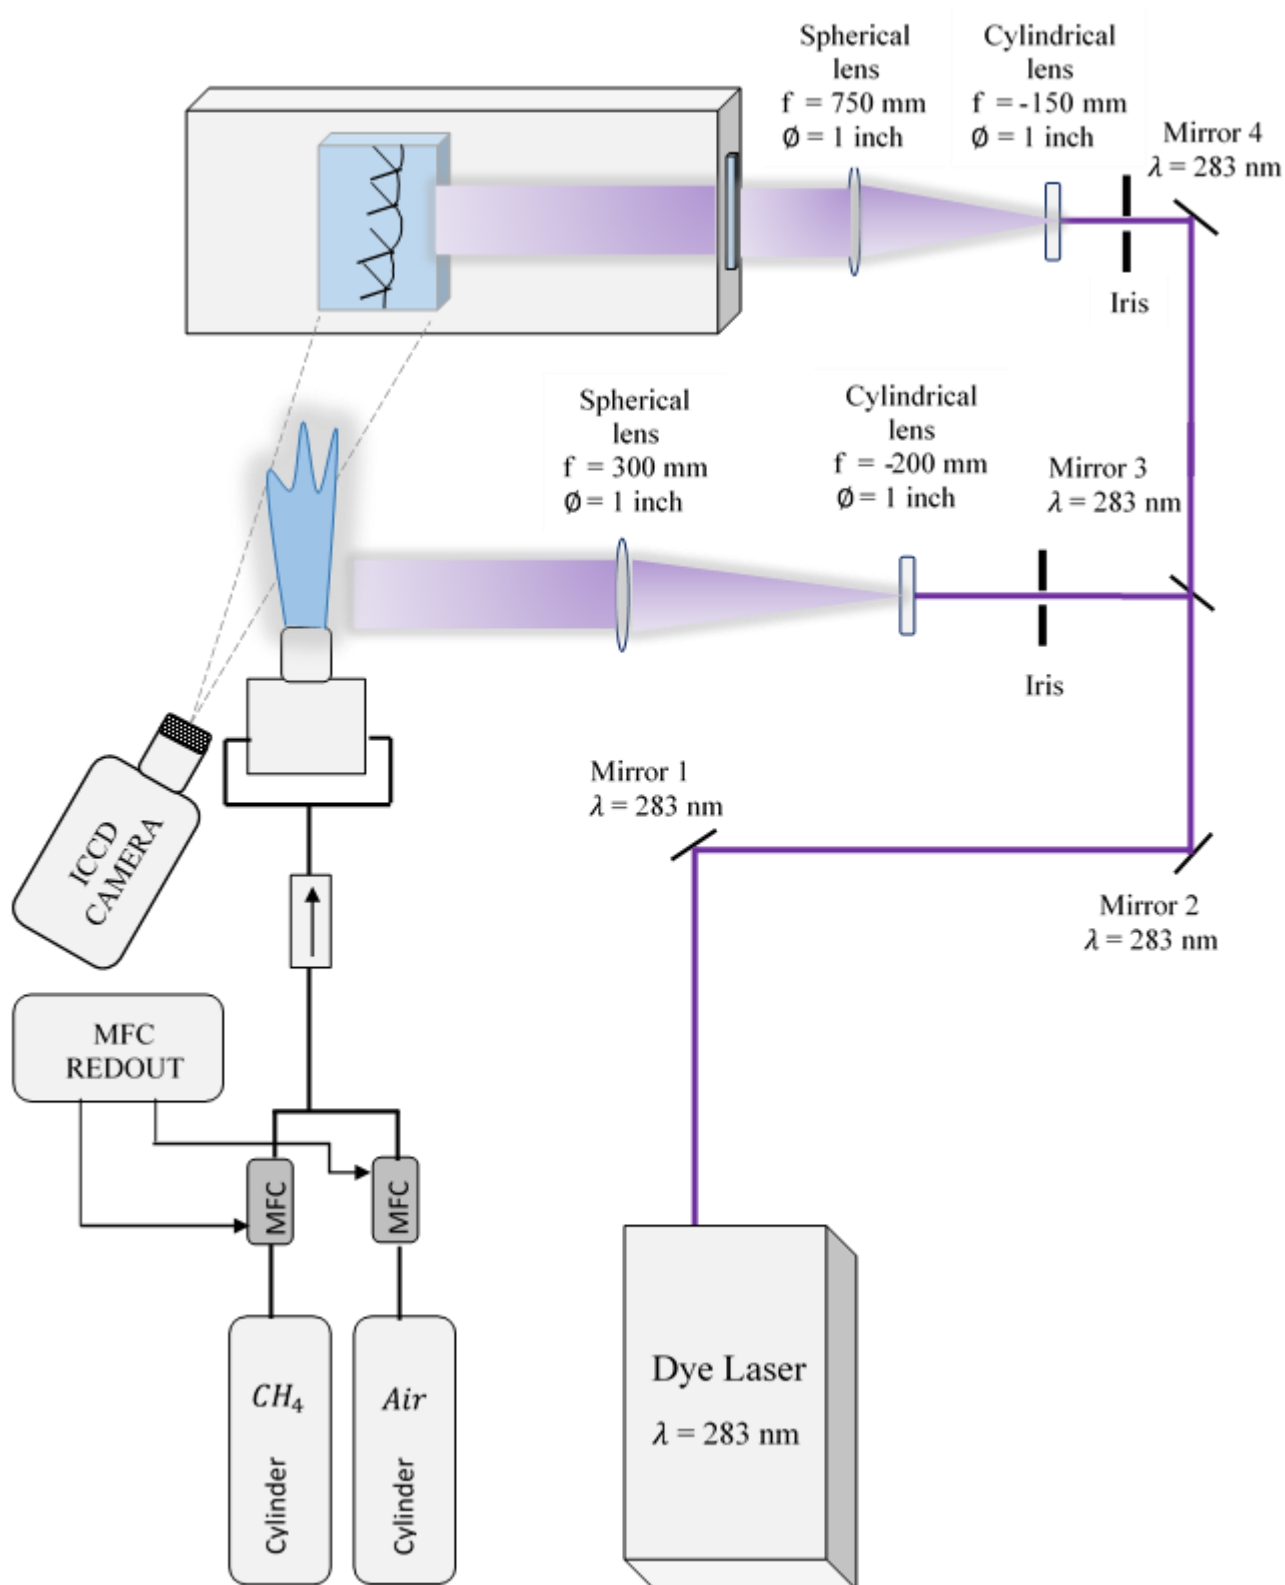 Spherical
lens
f = 750 mm
Ø = 1 inch
Cylindrical
lens
f = -150 mm
Ø = 1 inch
Mirror 4
λ = 283 nm
Iris
Spherical
lens
f = 300 mm
Ø = 1 inch
Cylindrical
lens
f = -200 mm
Ø = 1 inch
Mirror 3
λ = 283 nm
Iris
Mirror 1
λ = 283 nm
Mirror 2
λ = 283 nm
ICCD
CAMERA
MFC
REDOUT
MFC
MFC
CH₄
Cylinder
Air
Cylinder
Dye Laser
λ = 283 nm